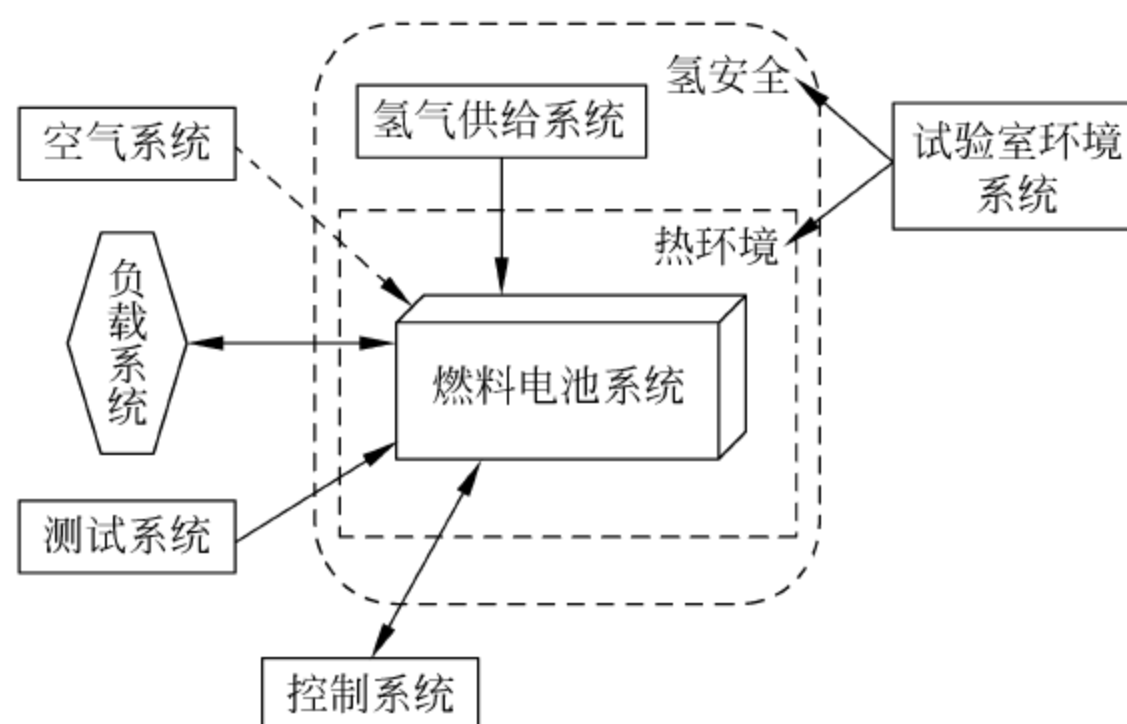 氢安全
氢气供给系统
空气系统
试验室环境
系统
热环境
负载系统
燃料电池系统
测试系统
控制系统